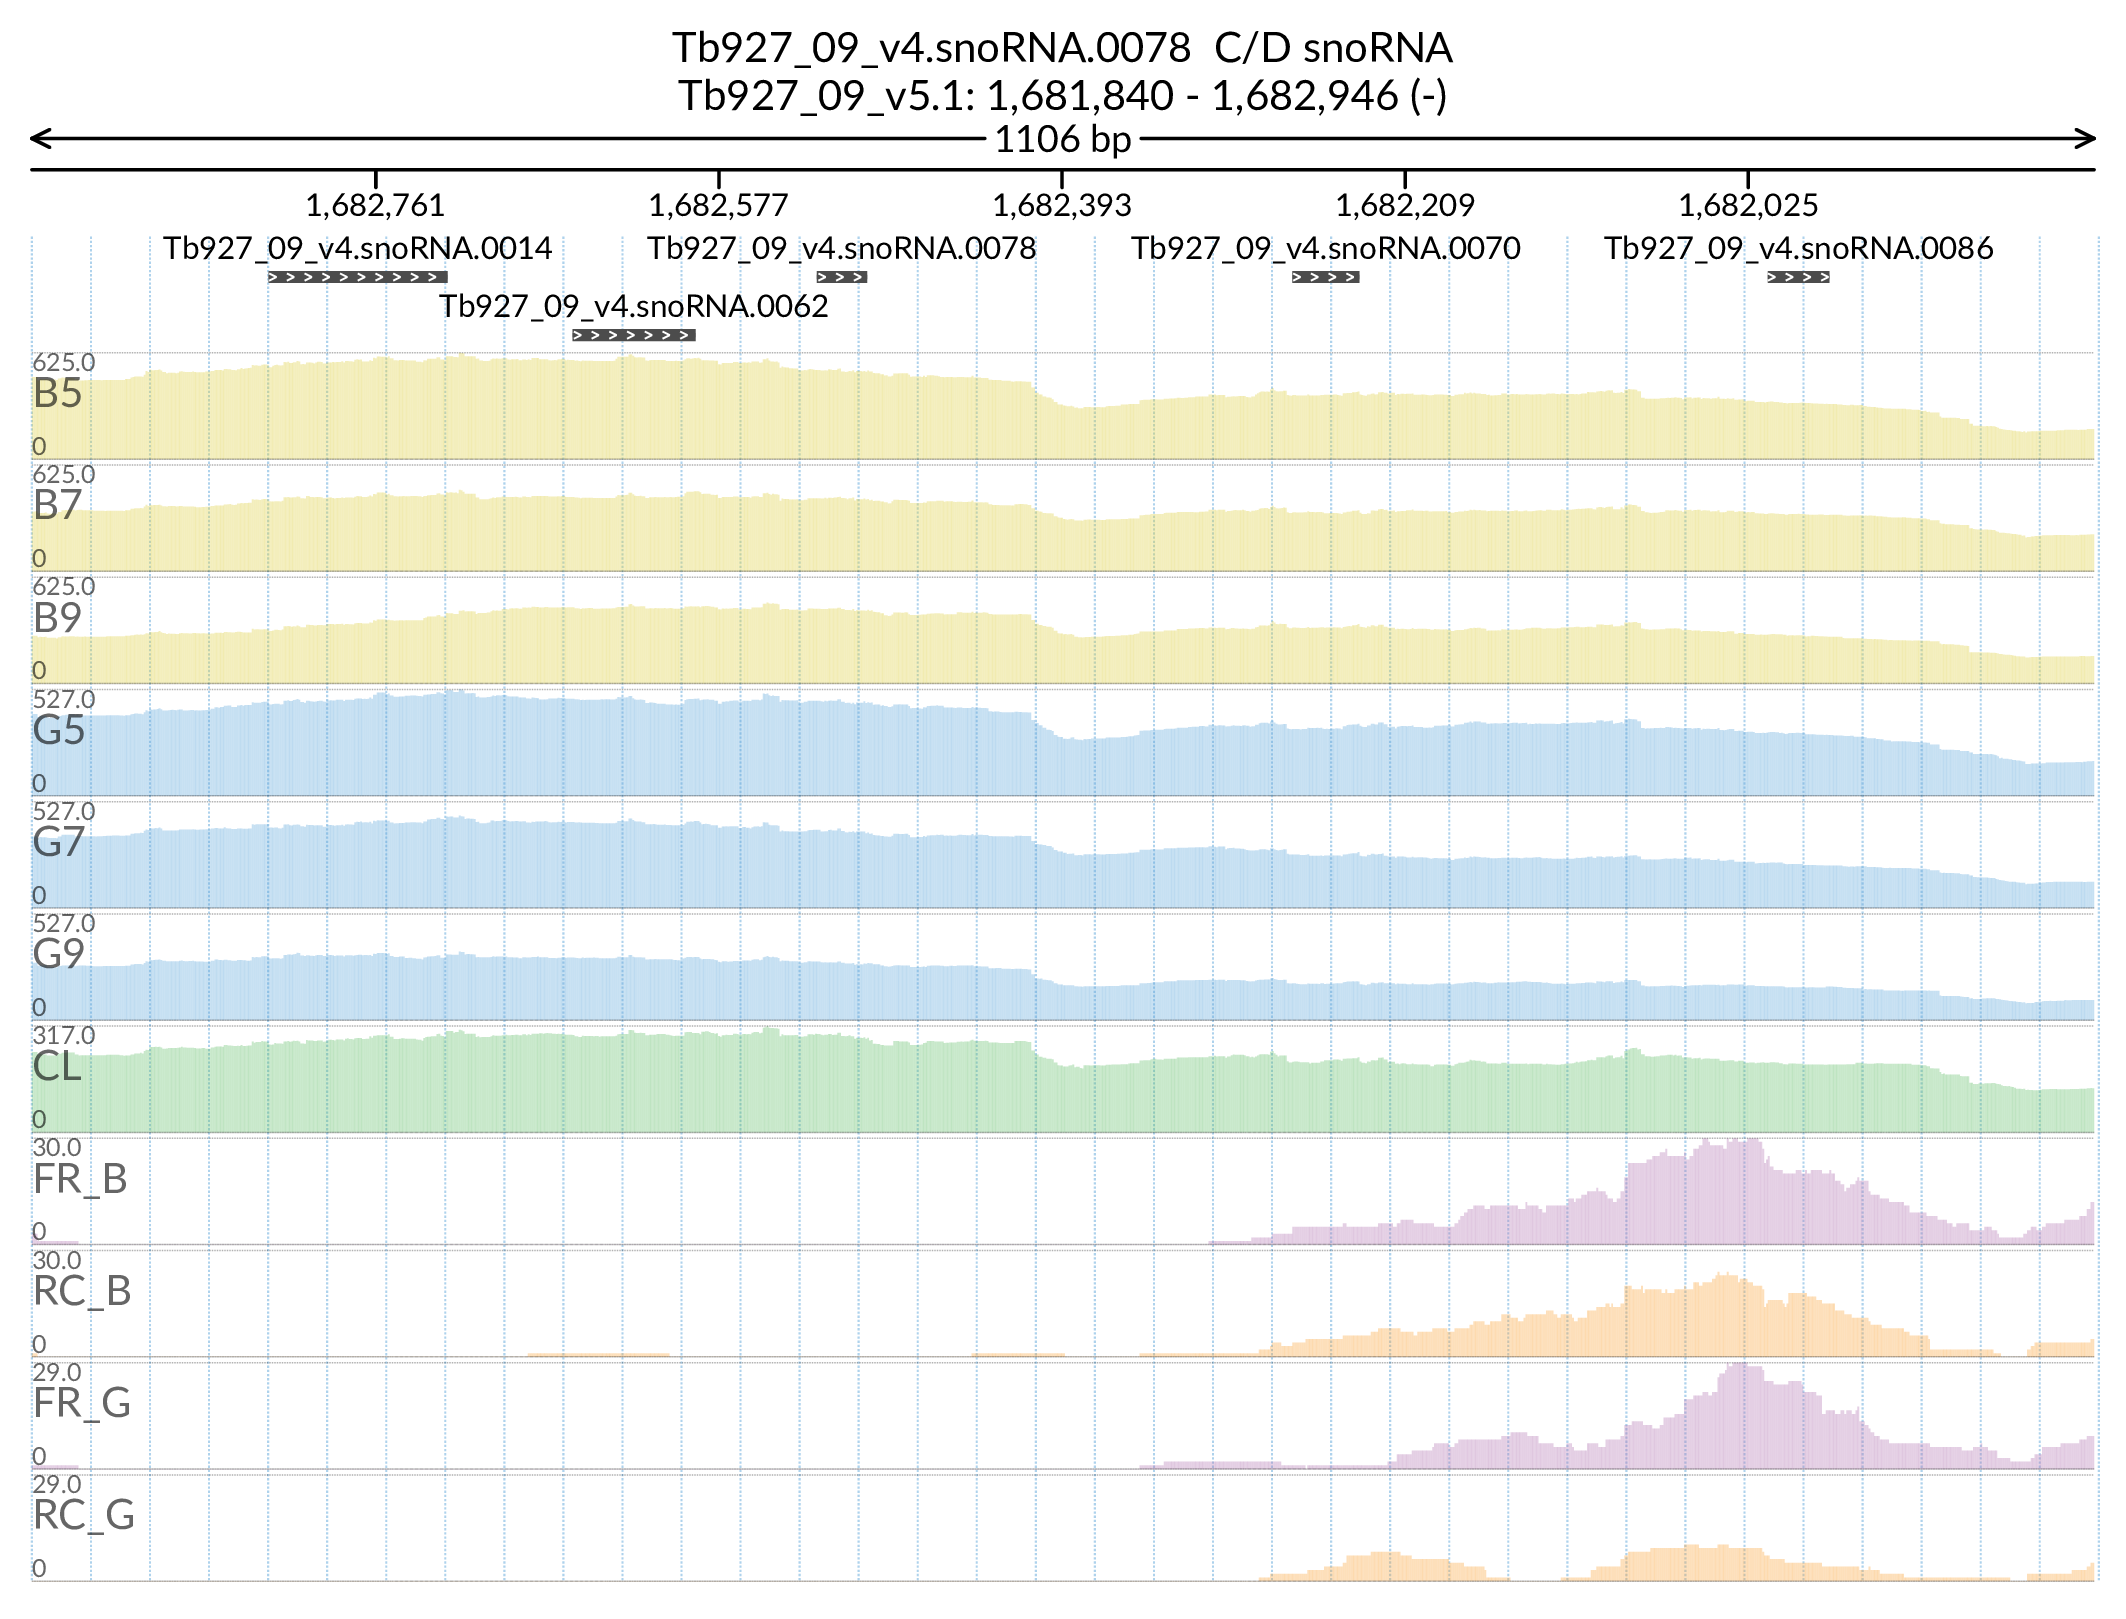 Tb927_09_v4.snoRNA.0078 C/D snoRNA
Tb927_09_v5.1: 1,681,840 - 1,682,946 (-)
1106 bp
1,682,761 1,682,577 1,682,393 1,682,209 1,682,025
Tb927_09_v4.snoRNA.0014 Tb927_09_v4.snoRNA.0078 Tb927_09_v4.snoRNA.0070 Tb927_09_v4.snoRNA.0086
Tb927_09_v4.snoRNA.0062
625.0
B5
0
625.0
B7
0
625.0
B9
0
527.0
G5
0
527.0
G7
0
527.0
G9
0
317.0
CL
0
30.0
FR_B
0
30.0
RC_B
0
29.0
FR_G
0
29.0
RC_G
0